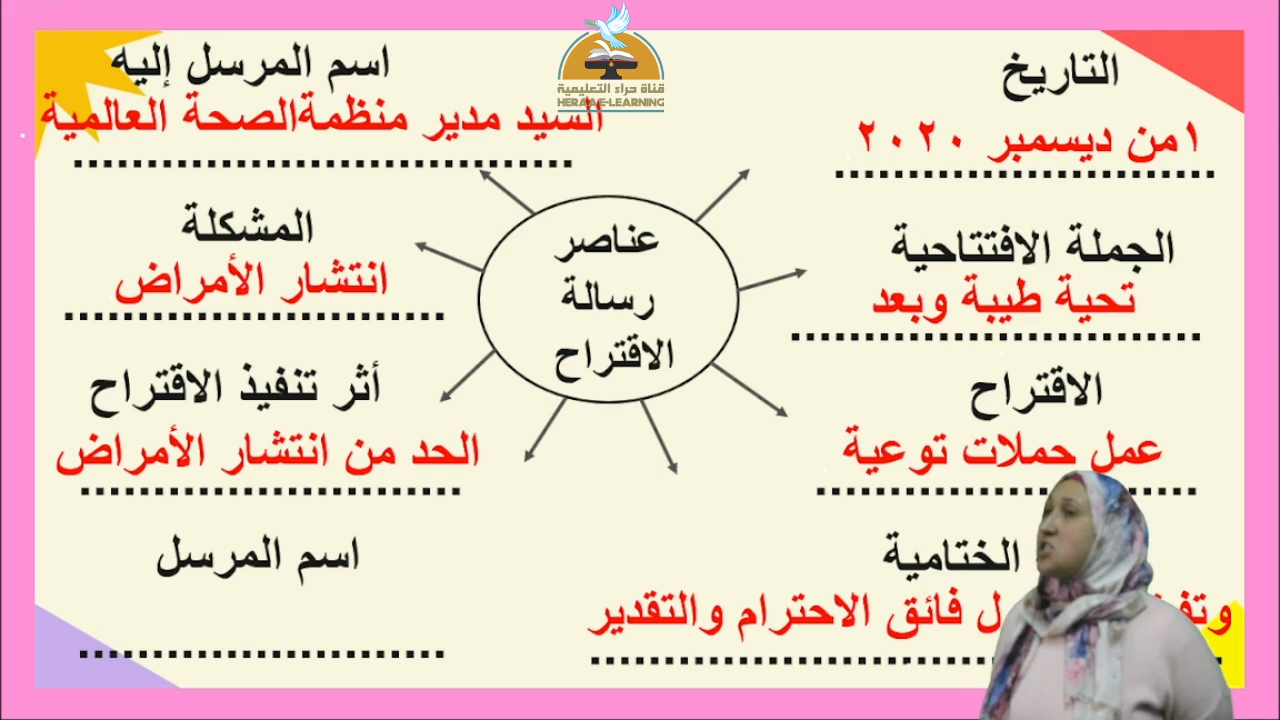 قناة حراء التعليمية
HERAA E-LEARNING
التاريخ
١من ديسمبر ٢٠٢٠
اسم المرسل إليه
السيد مدير منظمةالصحة العالمية
الجملة الافتتاحية
تحية طيبة وبعد
المشكلة
انتشار الأمراض
عناصر
رسالة
الاقتراح
الاقتراح
عمل حملات توعية
أثر تنفيذ الاقتراح
الحد من انتشار الأمراض
الختامية
فائق الاحترام والتقدير
اسم المرسل